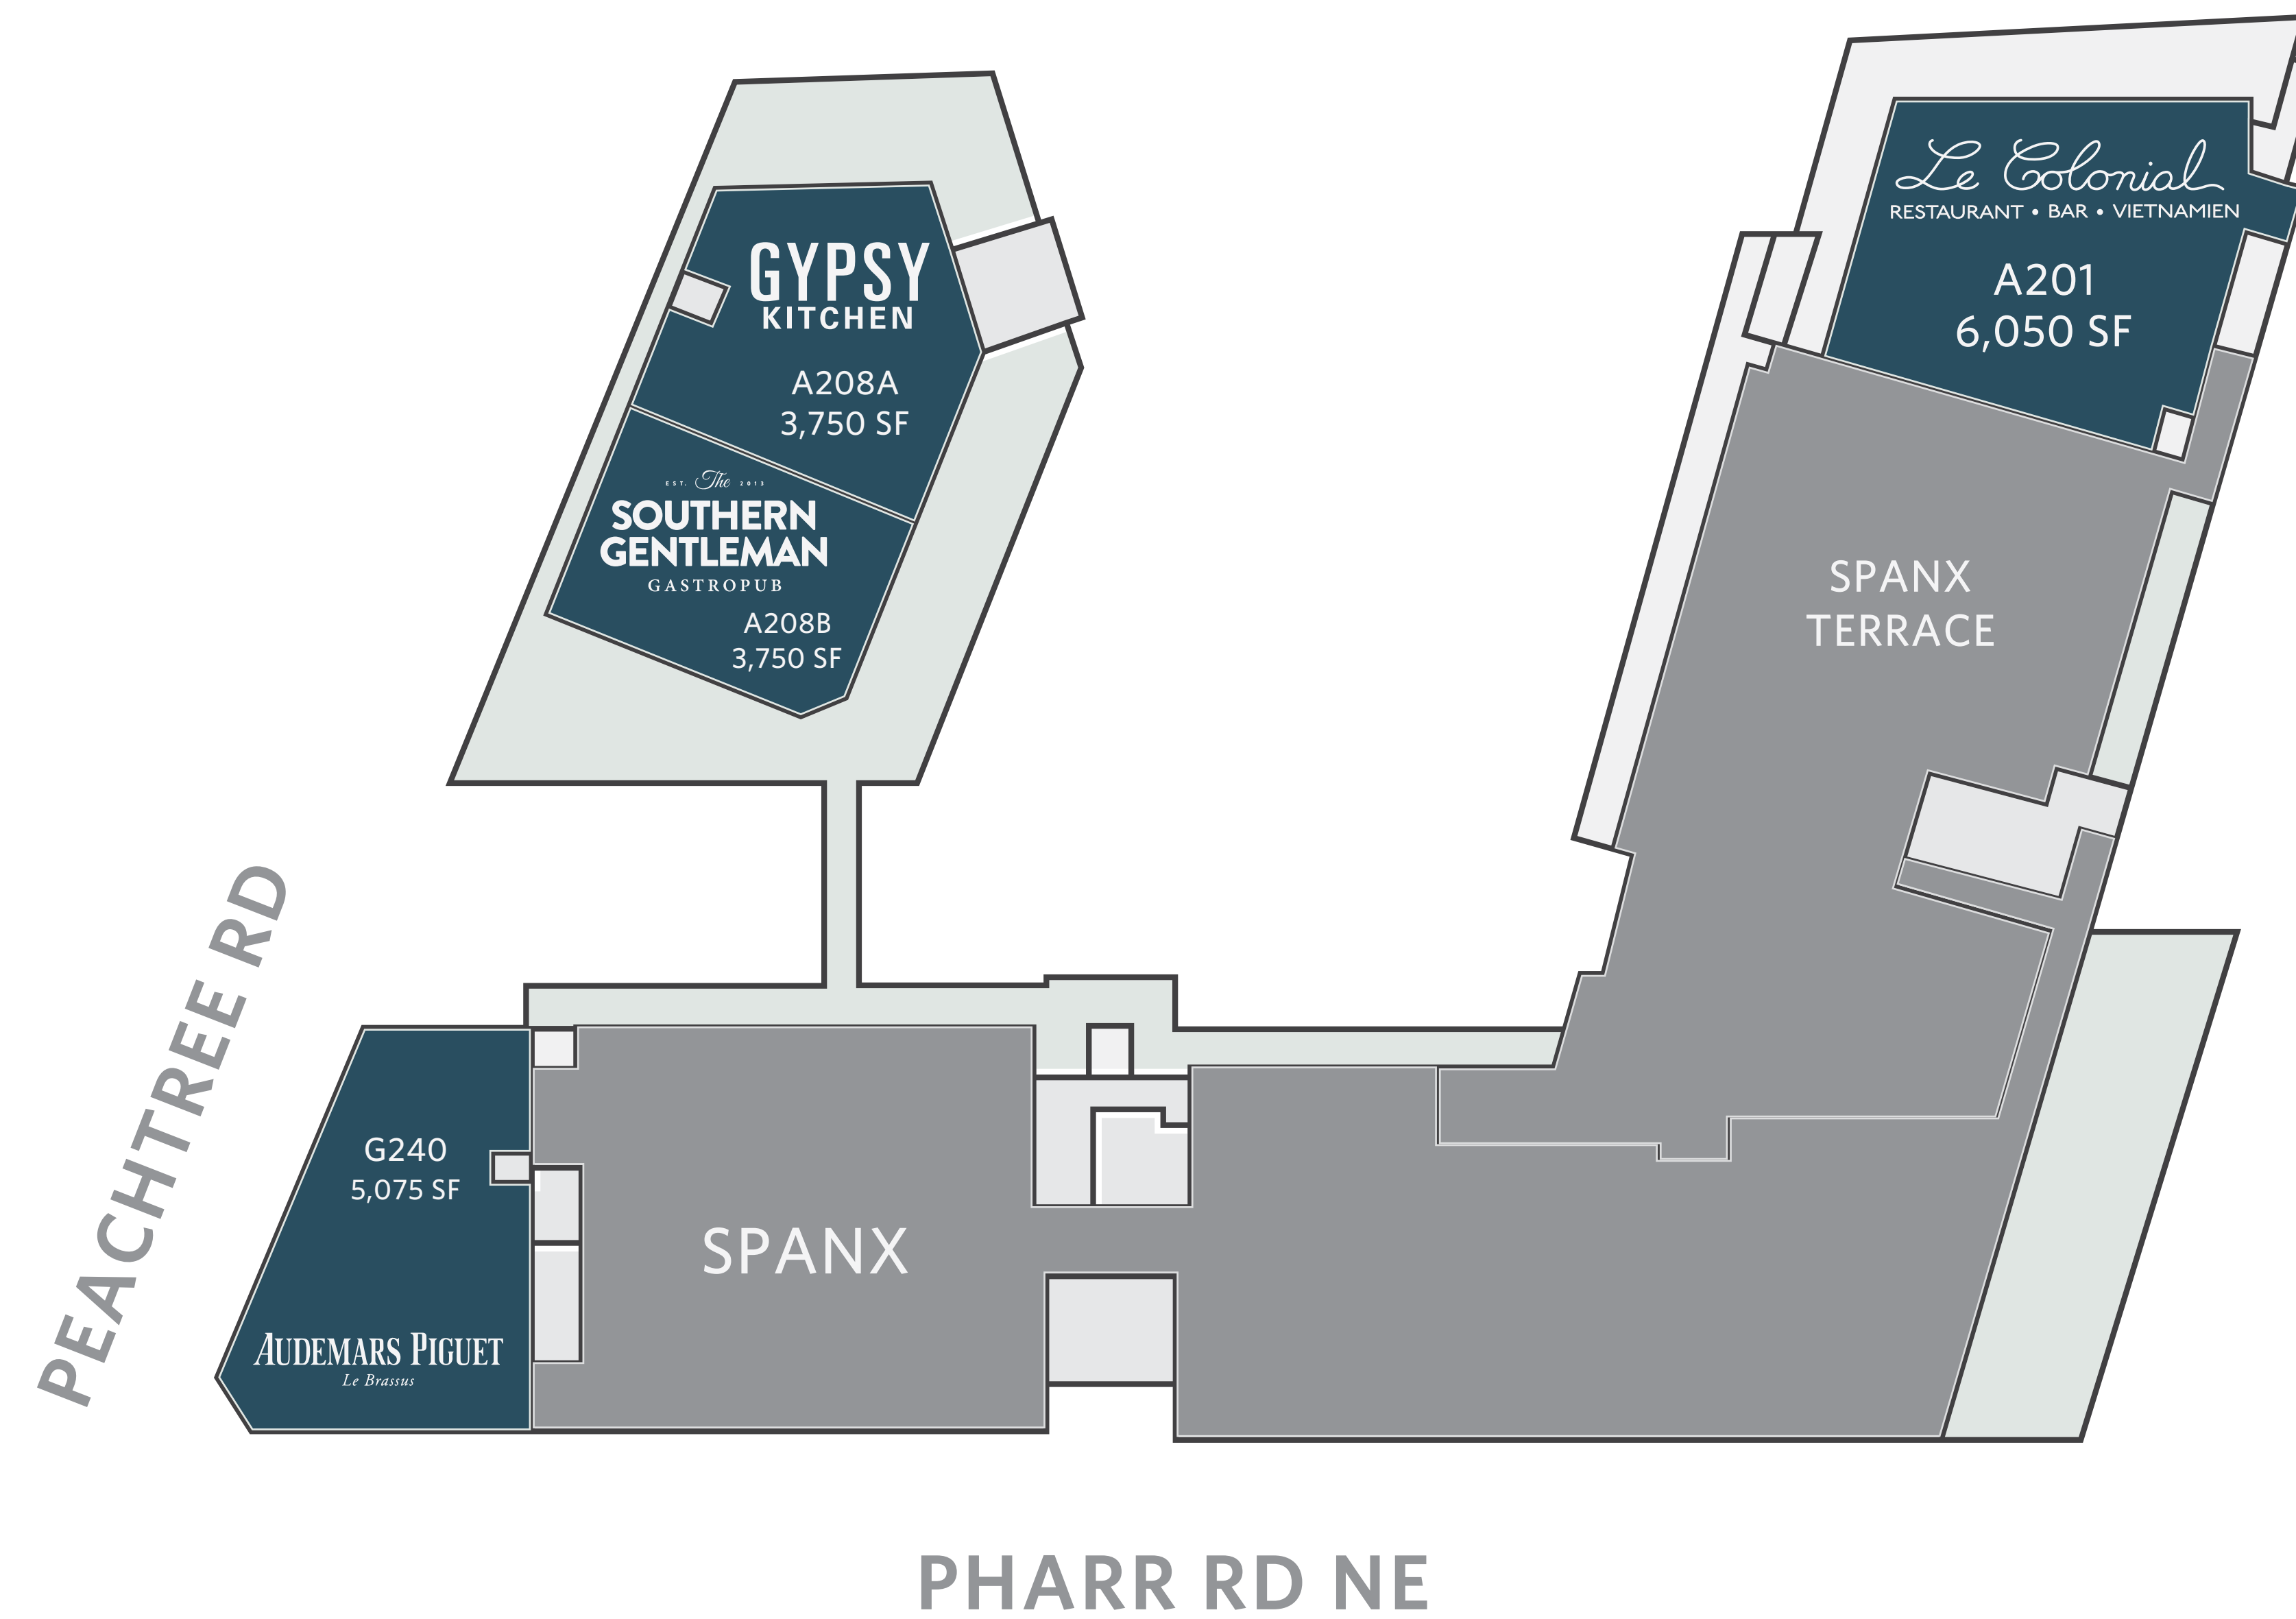 Le Colonial
RESTAURANT • BAR • VIETNAMIEN
A201
6,050 SF
GYPSY
KITCHEN
A208A
3,750 SF
EST. The 2013
SOUTHERN
GENTLEMAN
GASTROPUB
A208B
3,750 SF
SPANX
TERRACE
PEACHTREE RD
G240
5,075 SF
SPANX
AUDEMARS PIGUET
Le Brassus
PHARR RD NE